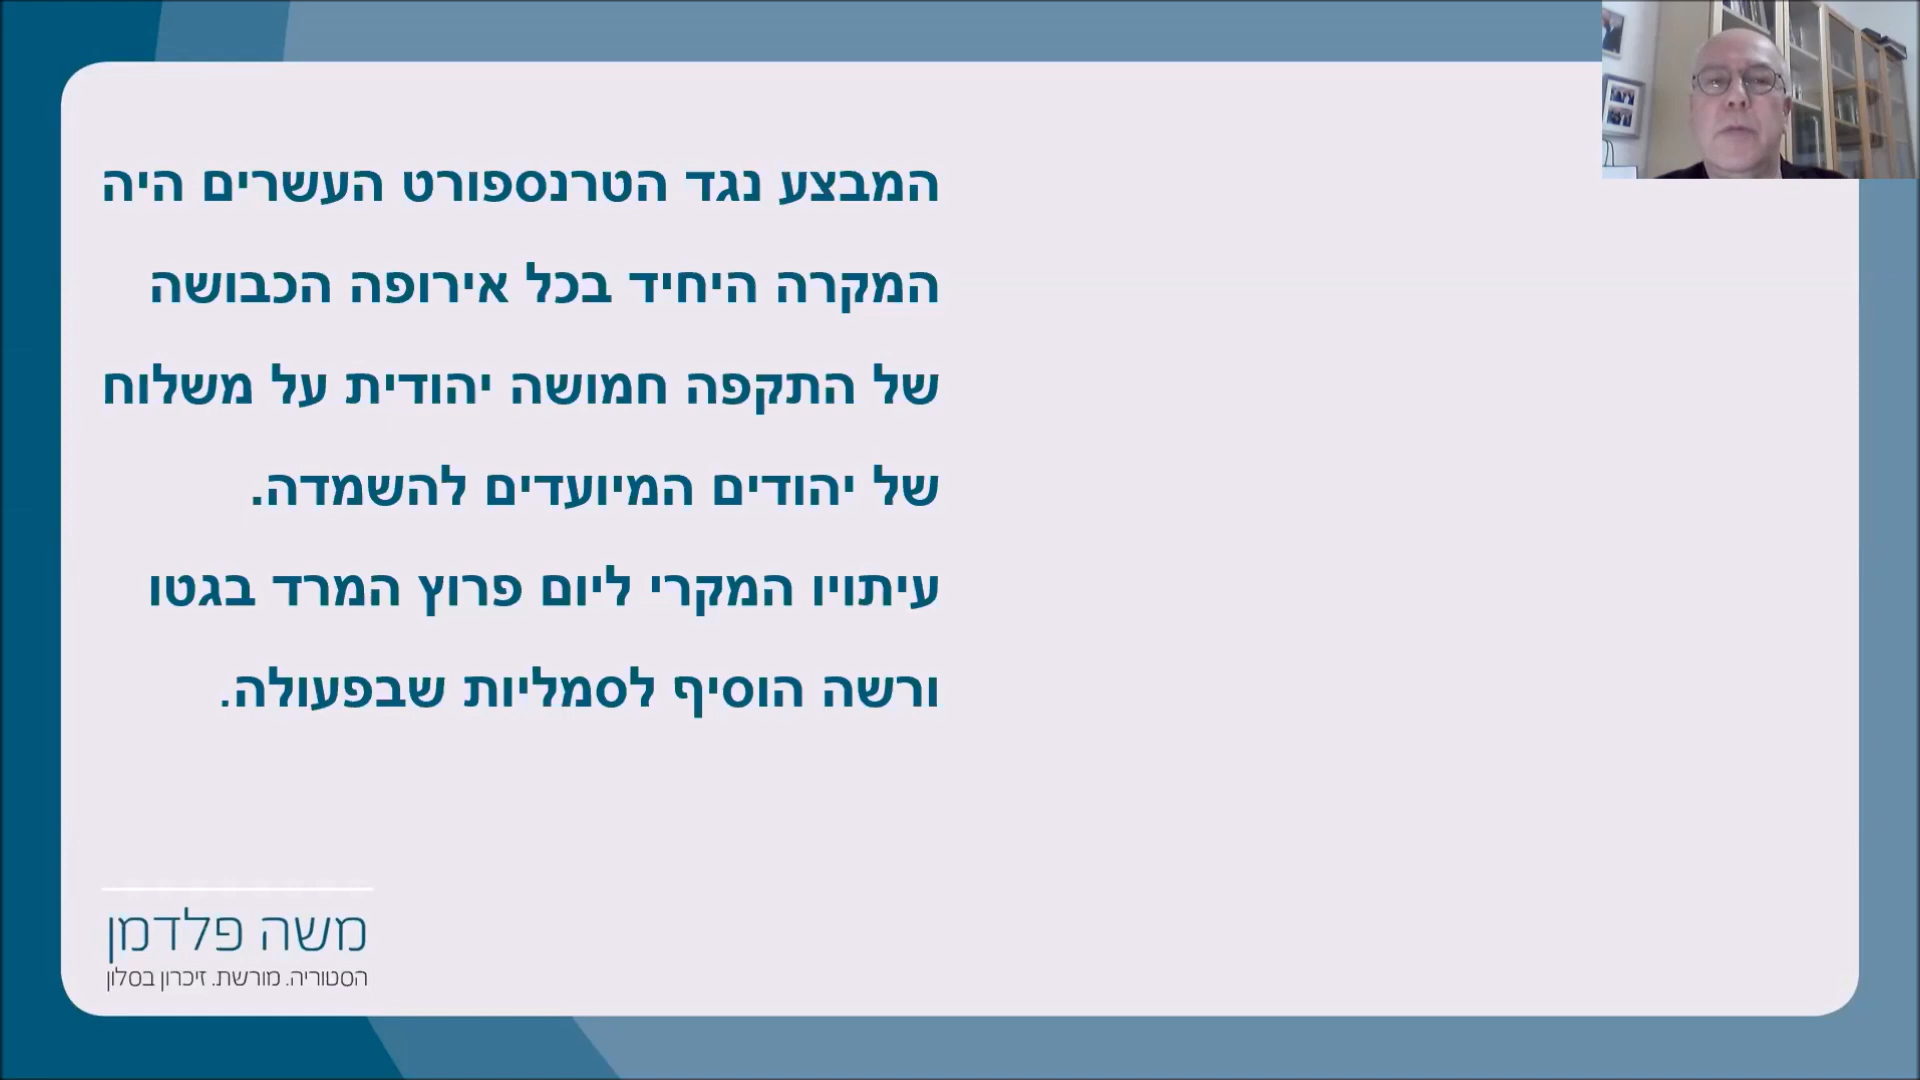 המבצע נגד הטרנספורט העשרים היה
המקרה היחיד בכל אירופה הכבושה
של התקפה חמושה יהודית על משלוח
של יהודים המיועדים להשמדה.
עיתויו המקרי ליום פרוץ המרד בגטו
ורשה הוסיף לסמליות שבפעולה.
משה פלדמן
הסטוריה. מורשת. זיכרון בסלון